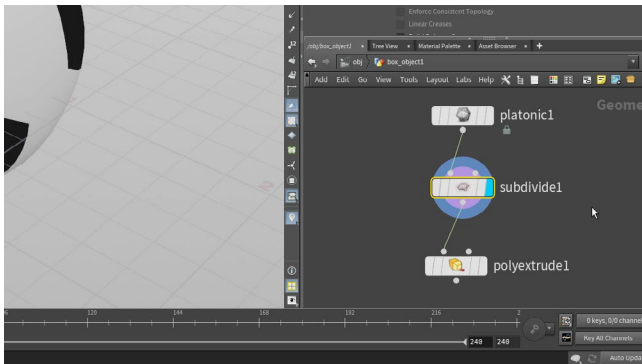 Enforce Consistent Topology
Linear Creases
/obj/box_object1
Tree View
Material Palette
Asset Browser
obj
box_object1
Add Edit Go View Tools Layout Labs Help
Geome
platonic1
subdivide1
polyextrude1
120 144 168 192 216 2
240 240
0 keys, 0/0 channel
Key All Channels
Auto Upda